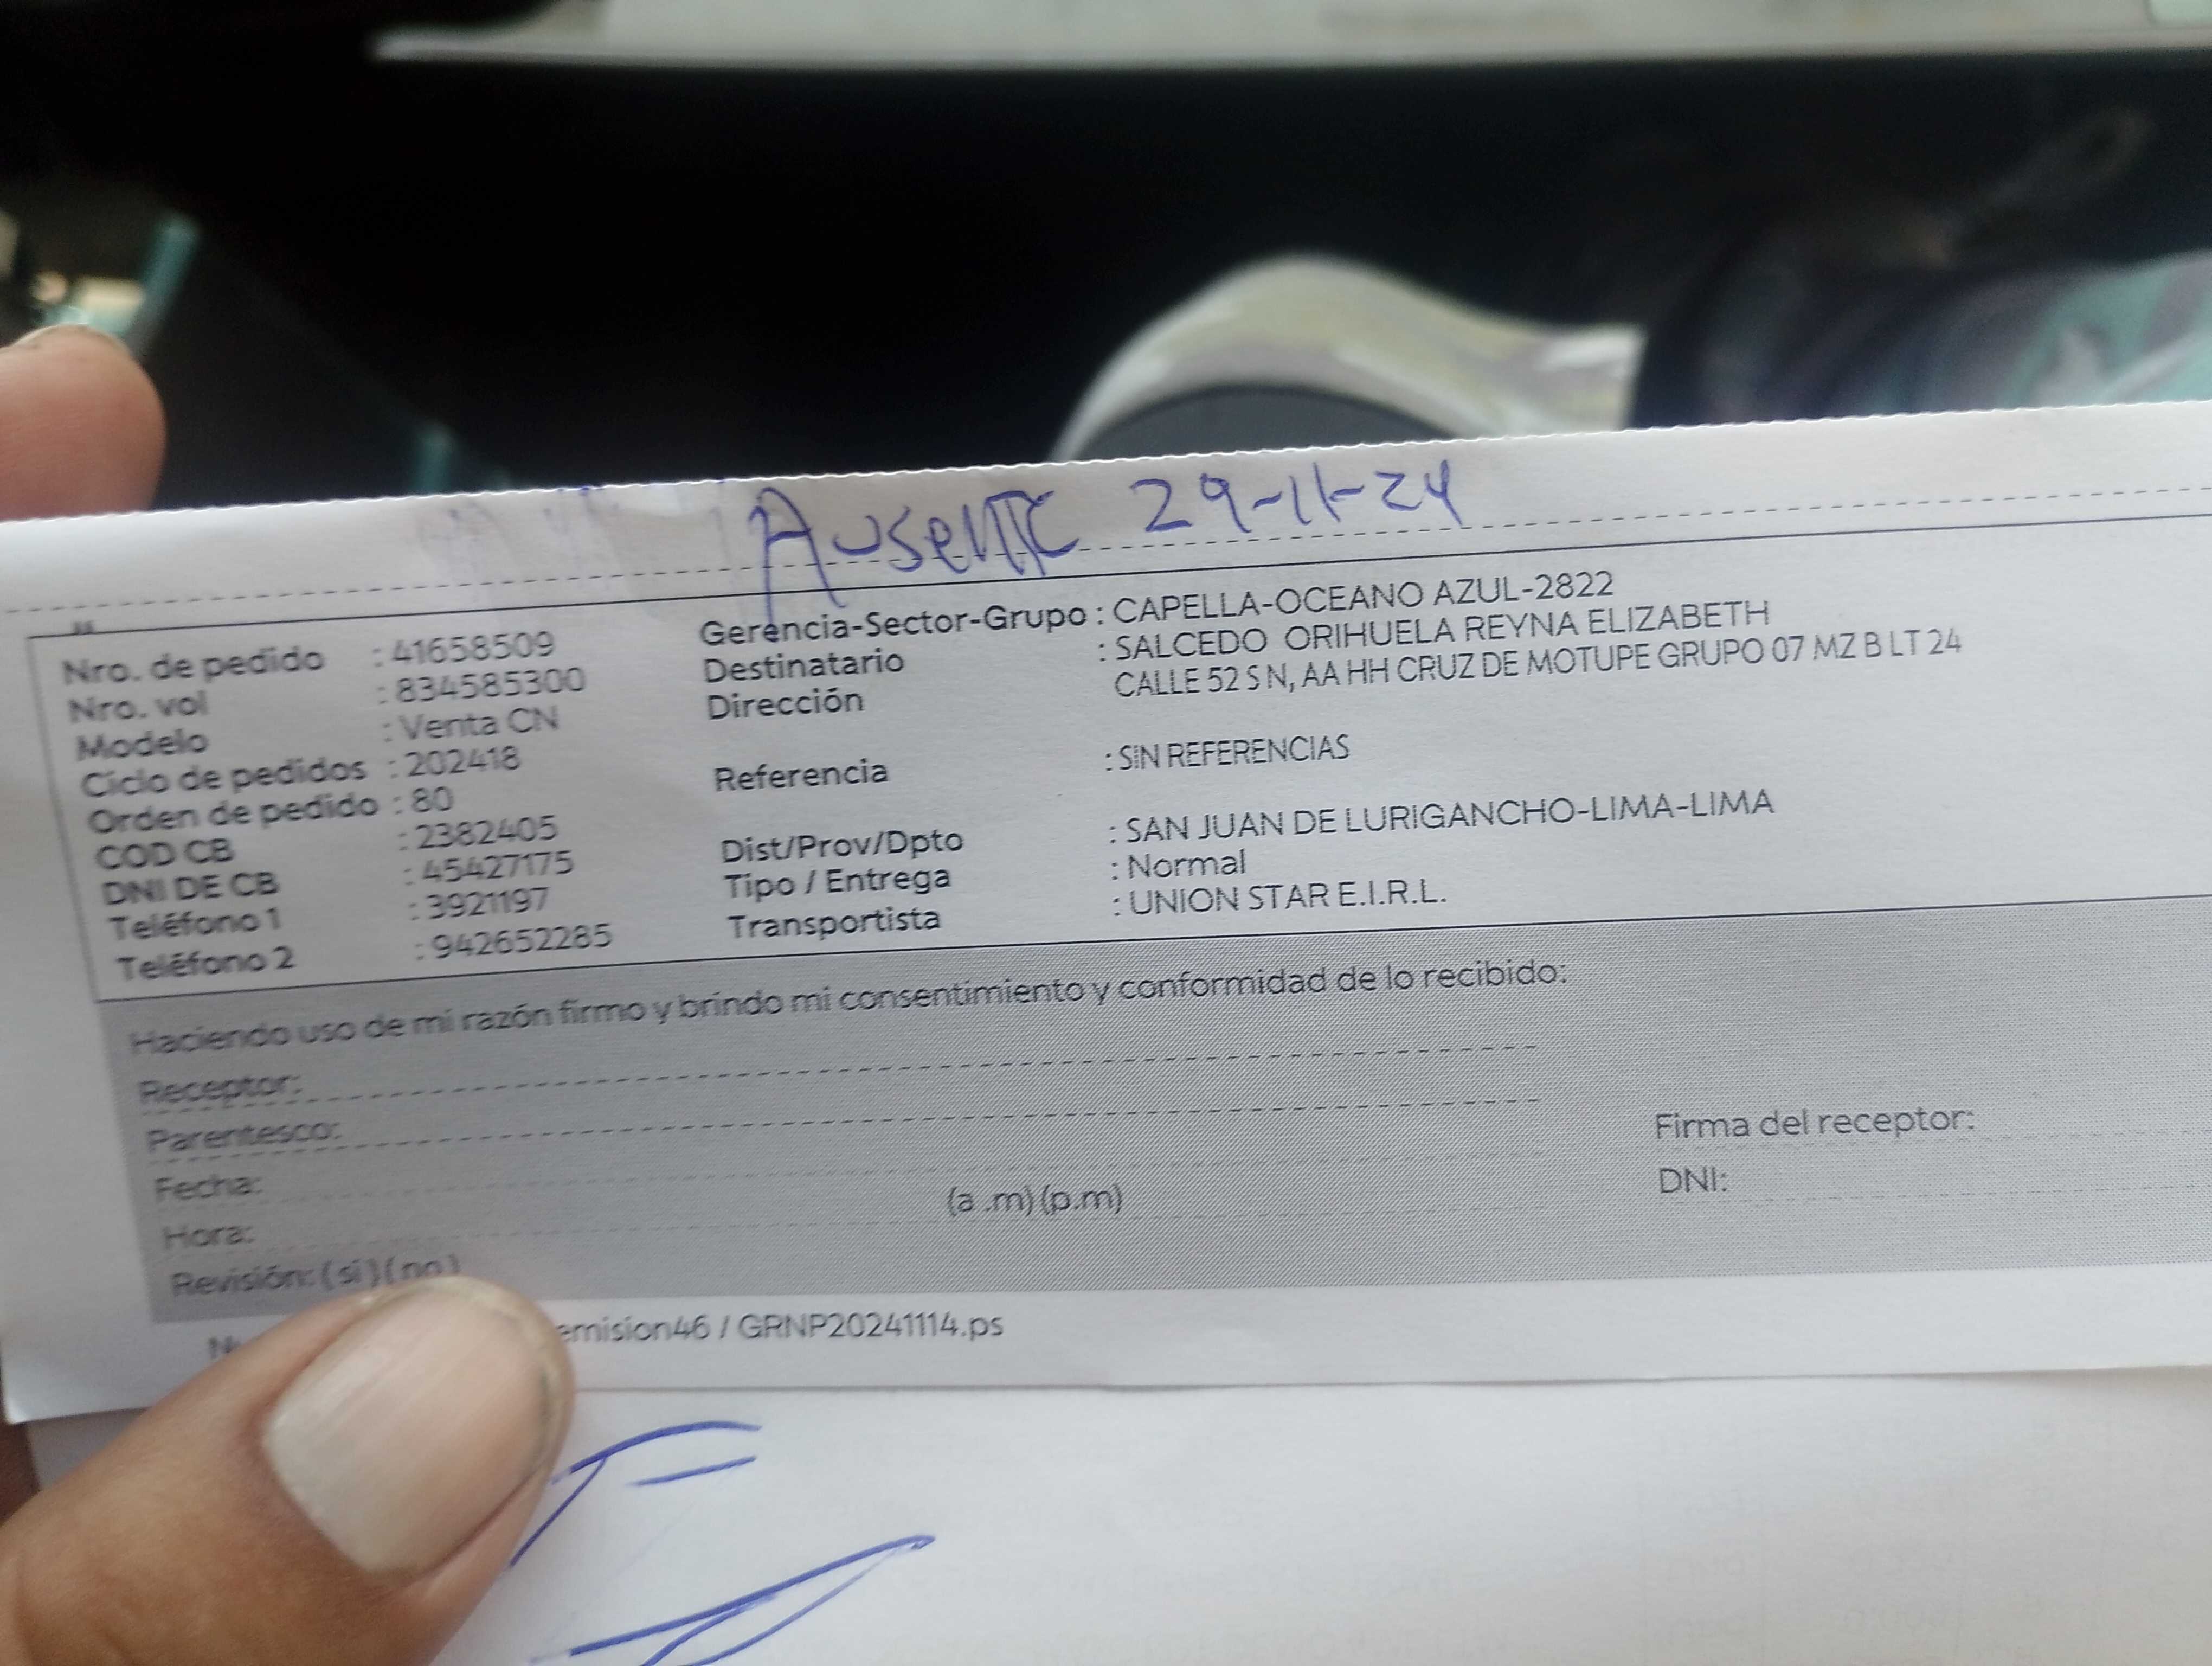 Ausente 29-11-24
Nro. de pedido : 41658509
Nro. vol : 834585300
Modelo : Venta CN
Ciclo de pedidos : 202418
Orden de pedido : 80
COD CB : 2382405
DNI DE CB : 45427175
Teléfono 1 : 3921197
Teléfono 2 : 942652285
Gerencia-Sector-Grupo : CAPELLA-OCEANO AZUL-2822
Destinatario : SALCEDO ORIHUELA REYNA ELIZABETH
Dirección CALLE 52 S N, AA HH CRUZ DE MOTUPE GRUPO 07 MZ B LT 24
Referencia : SIN REFERENCIAS
Dist/Prov/Dpto : SAN JUAN DE LURIGANCHO-LIMA-LIMA
Tipo / Entrega : Normal
Transportista : UNION STAR E.I.R.L.
Haciendo uso de mi razón firmo y brindo mi consentimiento y conformidad de lo recibido:
Receptor:
Parentesco:
Fecha:
Hora: (a .m) (p.m)
Revisión: ( si ) ( no )
Firma del receptor:
DNI:
emision46 / GRNP20241114.ps